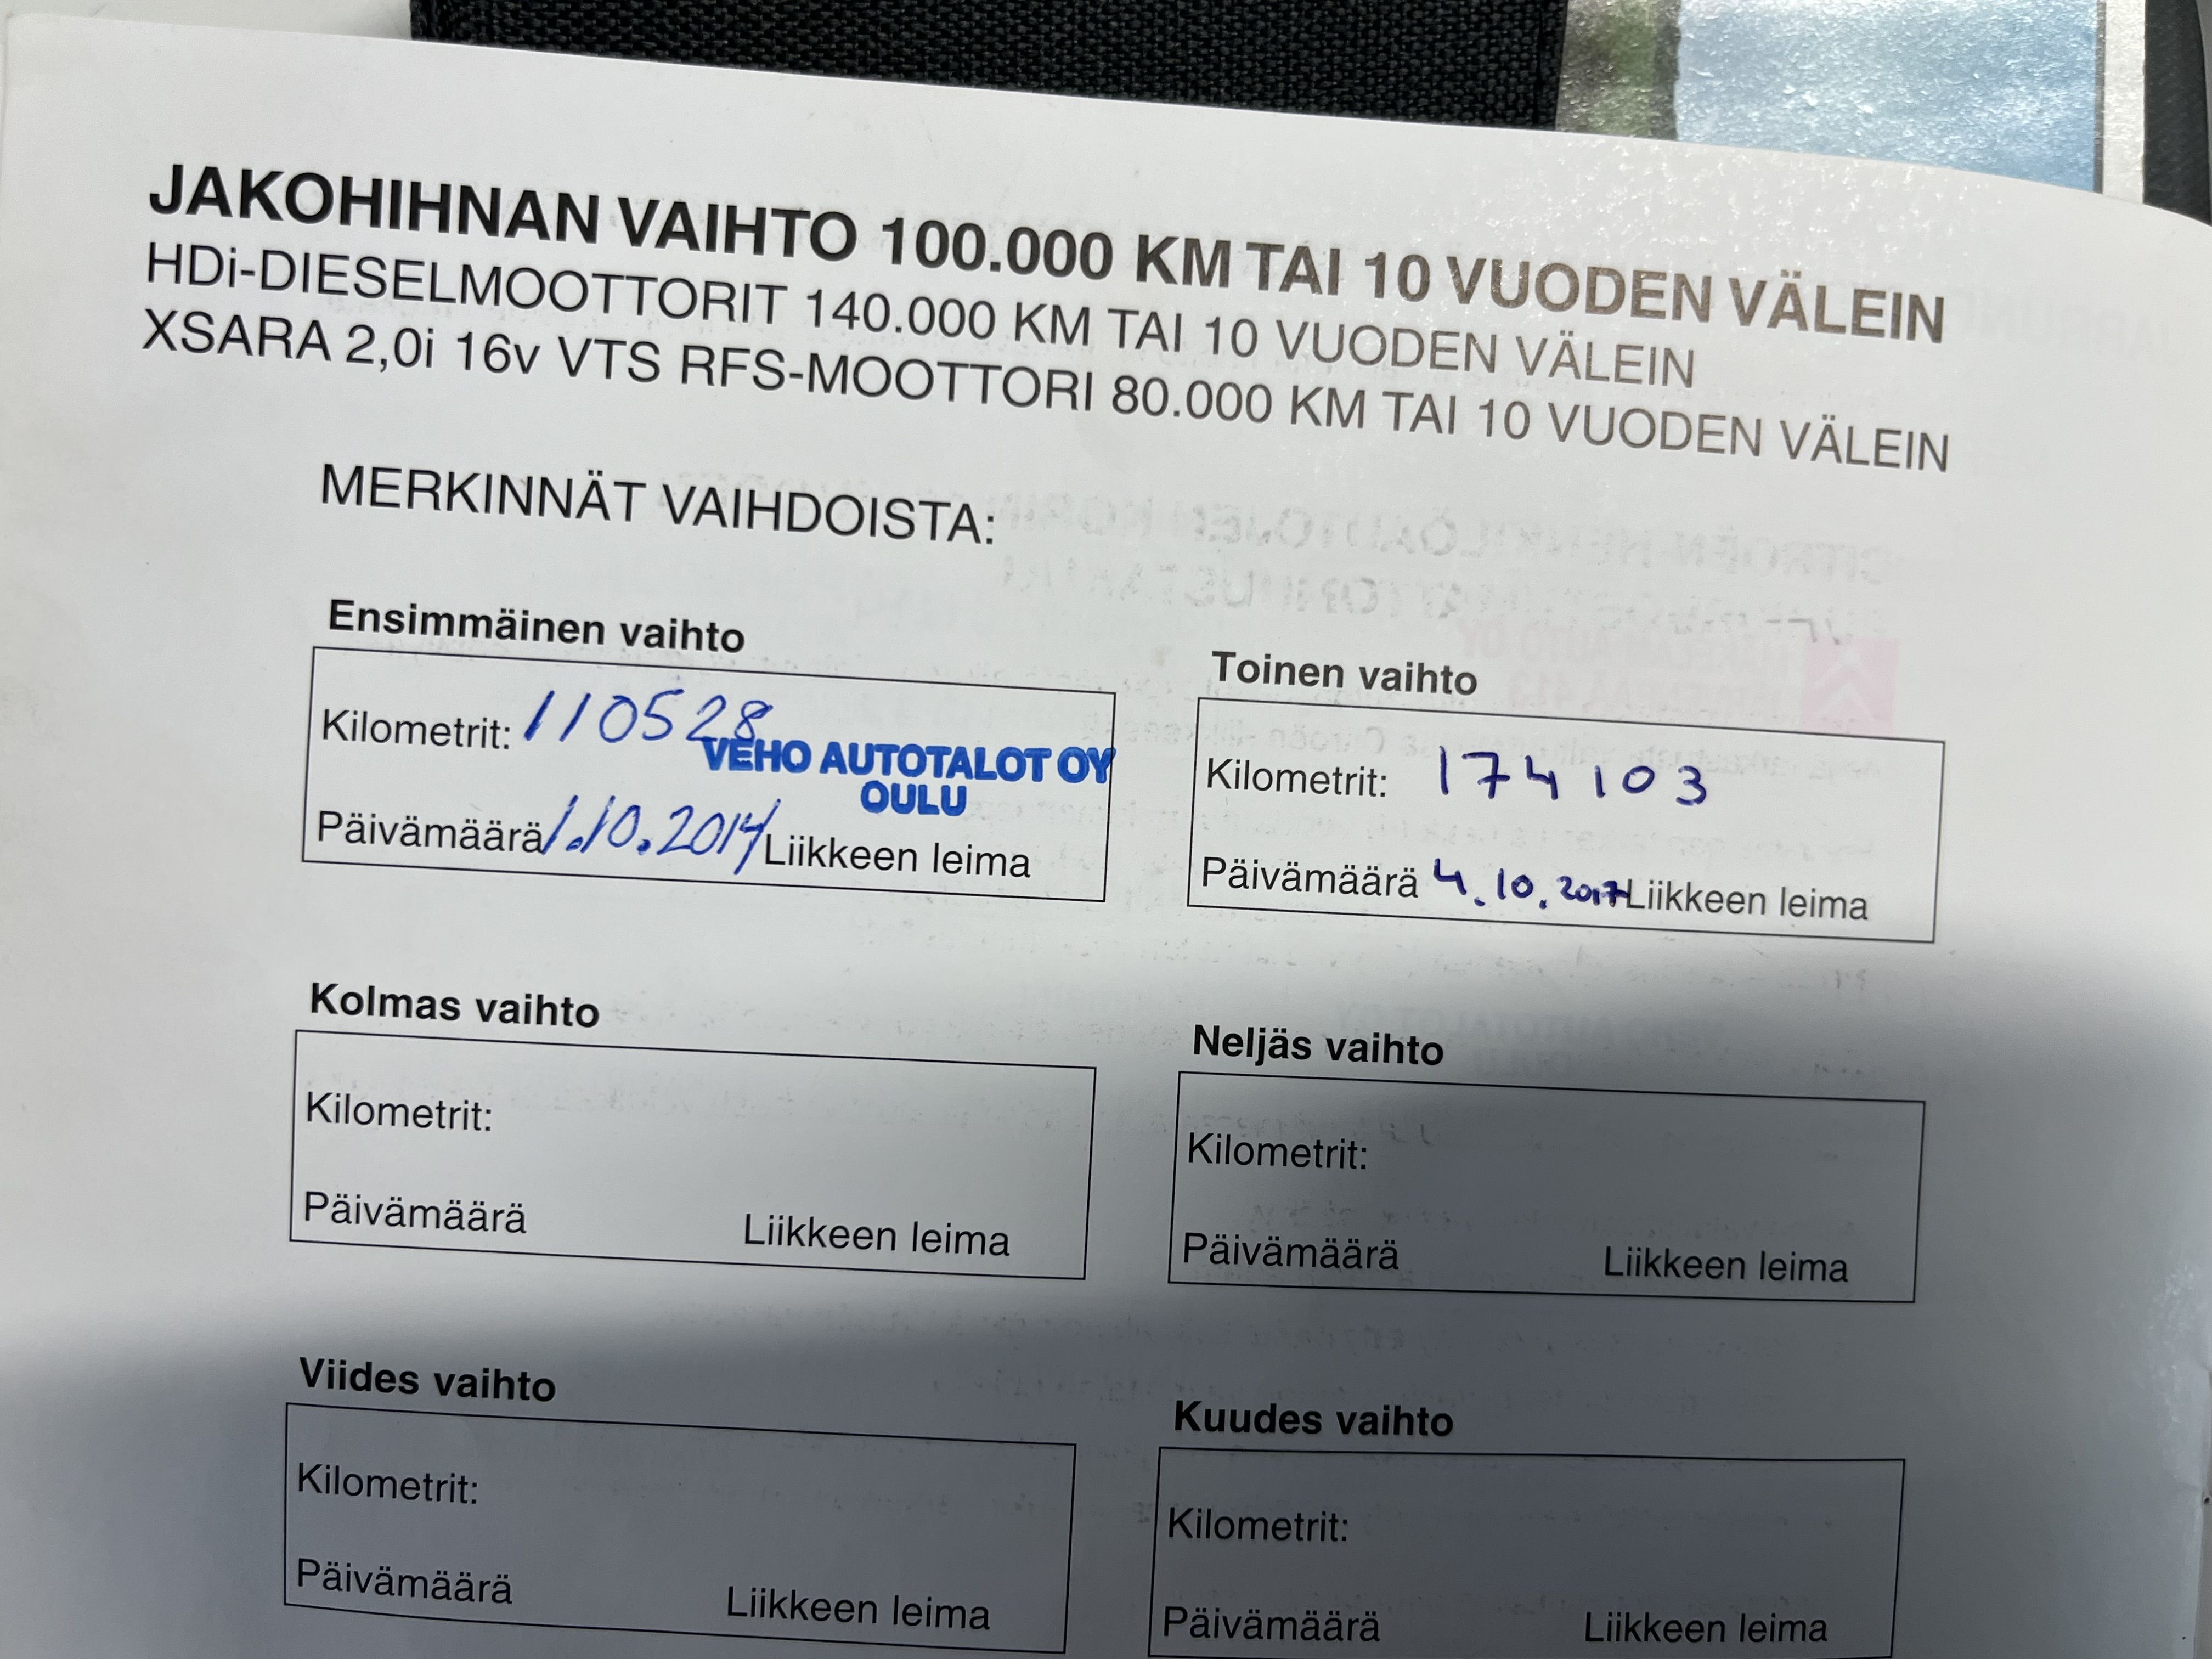 JAKOHIHNAN VAIHTO 100.000 KM TAI 10 VUODEN VÄLEIN
HDi-DIESELMOOTTORIT 140.000 KM TAI 10 VUODEN VÄLEIN
XSARA 2,0i 16v VTS RFS-MOOTTORI 80.000 KM TAI 10 VUODEN VÄLEIN
MERKINNÄT VAIHDOISTA:
Ensimmäinen vaihto
Kilometrit: 110528
VEHO AUTOTALOT OY
OULU
Päivämäärä 1.10.2014 Liikkeen leima
Toinen vaihto
Kilometrit: 174103
Päivämäärä 4.10.2017 Liikkeen leima
Kolmas vaihto
Kilometrit:
Päivämäärä Liikkeen leima
Neljäs vaihto
Kilometrit:
Päivämäärä Liikkeen leima
Viides vaihto
Kilometrit:
Päivämäärä Liikkeen leima
Kuudes vaihto
Kilometrit:
Päivämäärä Liikkeen leima